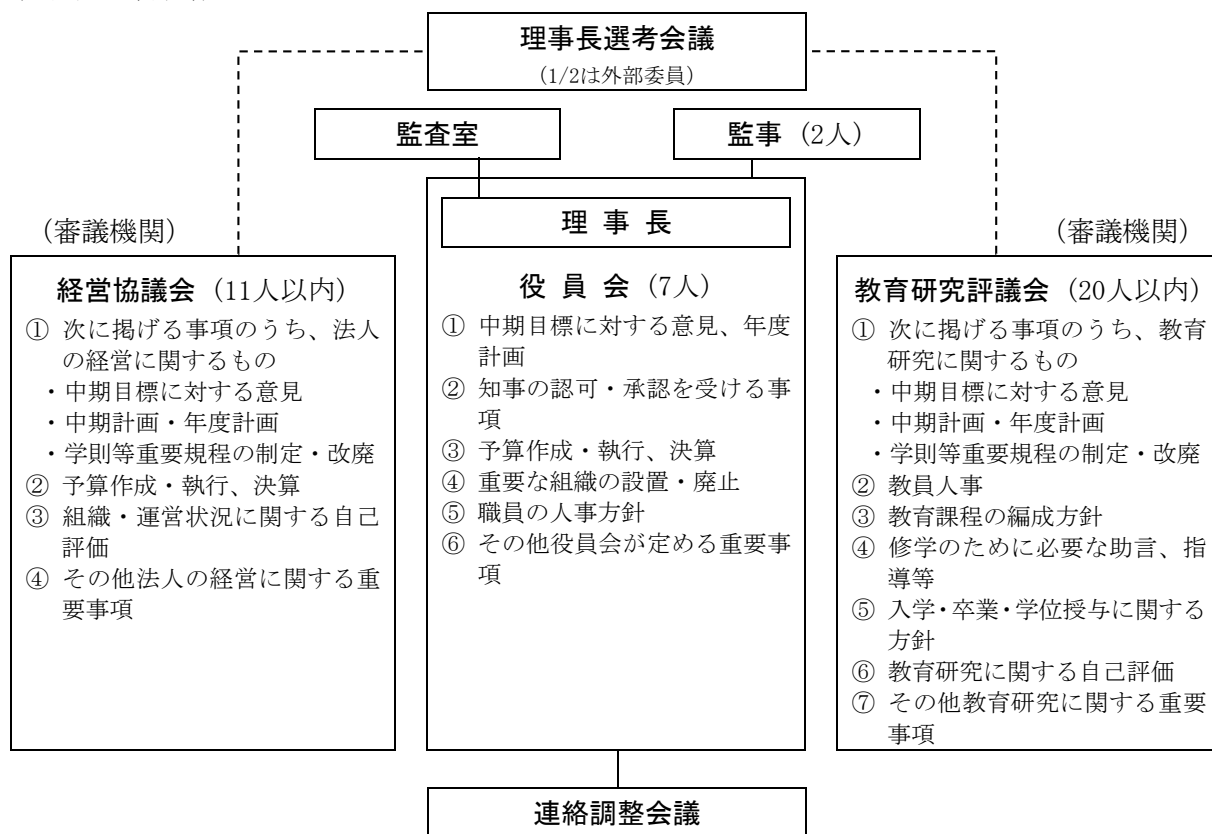 理事長選考会議
(1/2は外部委員)
監査室
監事（2人）
理 事 長
（審議機関）
経営協議会（11人以内）
① 次に掲げる事項のうち、法人
の経営に関するもの
・中期目標に対する意見
・中期計画・年度計画
・学則等重要規程の制定・改廃
② 予算作成・執行、決算
③ 組織・運営状況に関する自己
評価
④ その他法人の経営に関する重
要事項
役 員 会（7人）
① 中期目標に対する意見、年度
計画
② 知事の認可・承認を受ける事
項
③ 予算作成・執行、決算
④ 重要な組織の設置・廃止
⑤ 職員の人事方針
⑥ その他役員会が定める重要事
項
（審議機関）
教育研究評議会（20人以内）
① 次に掲げる事項のうち、教育
研究に関するもの
・中期目標に対する意見
・中期計画・年度計画
・学則等重要規程の制定・改廃
② 教員人事
③ 教育課程の編成方針
④ 修学のために必要な助言、指
導等
⑤ 入学・卒業・学位授与に関する
方針
⑥ 教育研究に関する自己評価
⑦ その他教育研究に関する重要
事項
連絡調整会議